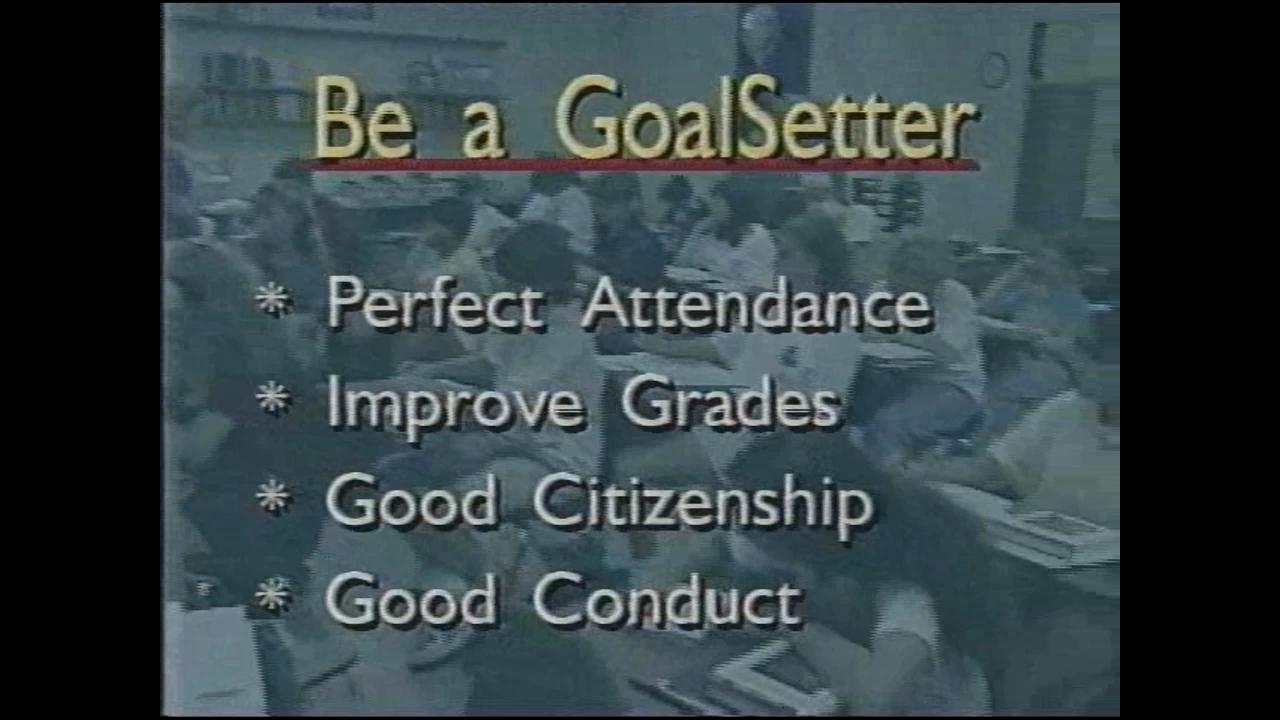 Be a GoalSetter
* Perfect Attendance
* Improve Grades
* Good Citizenship
* Good Conduct